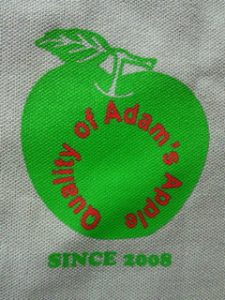 Quality of Adam's Apple
SINCE 2008